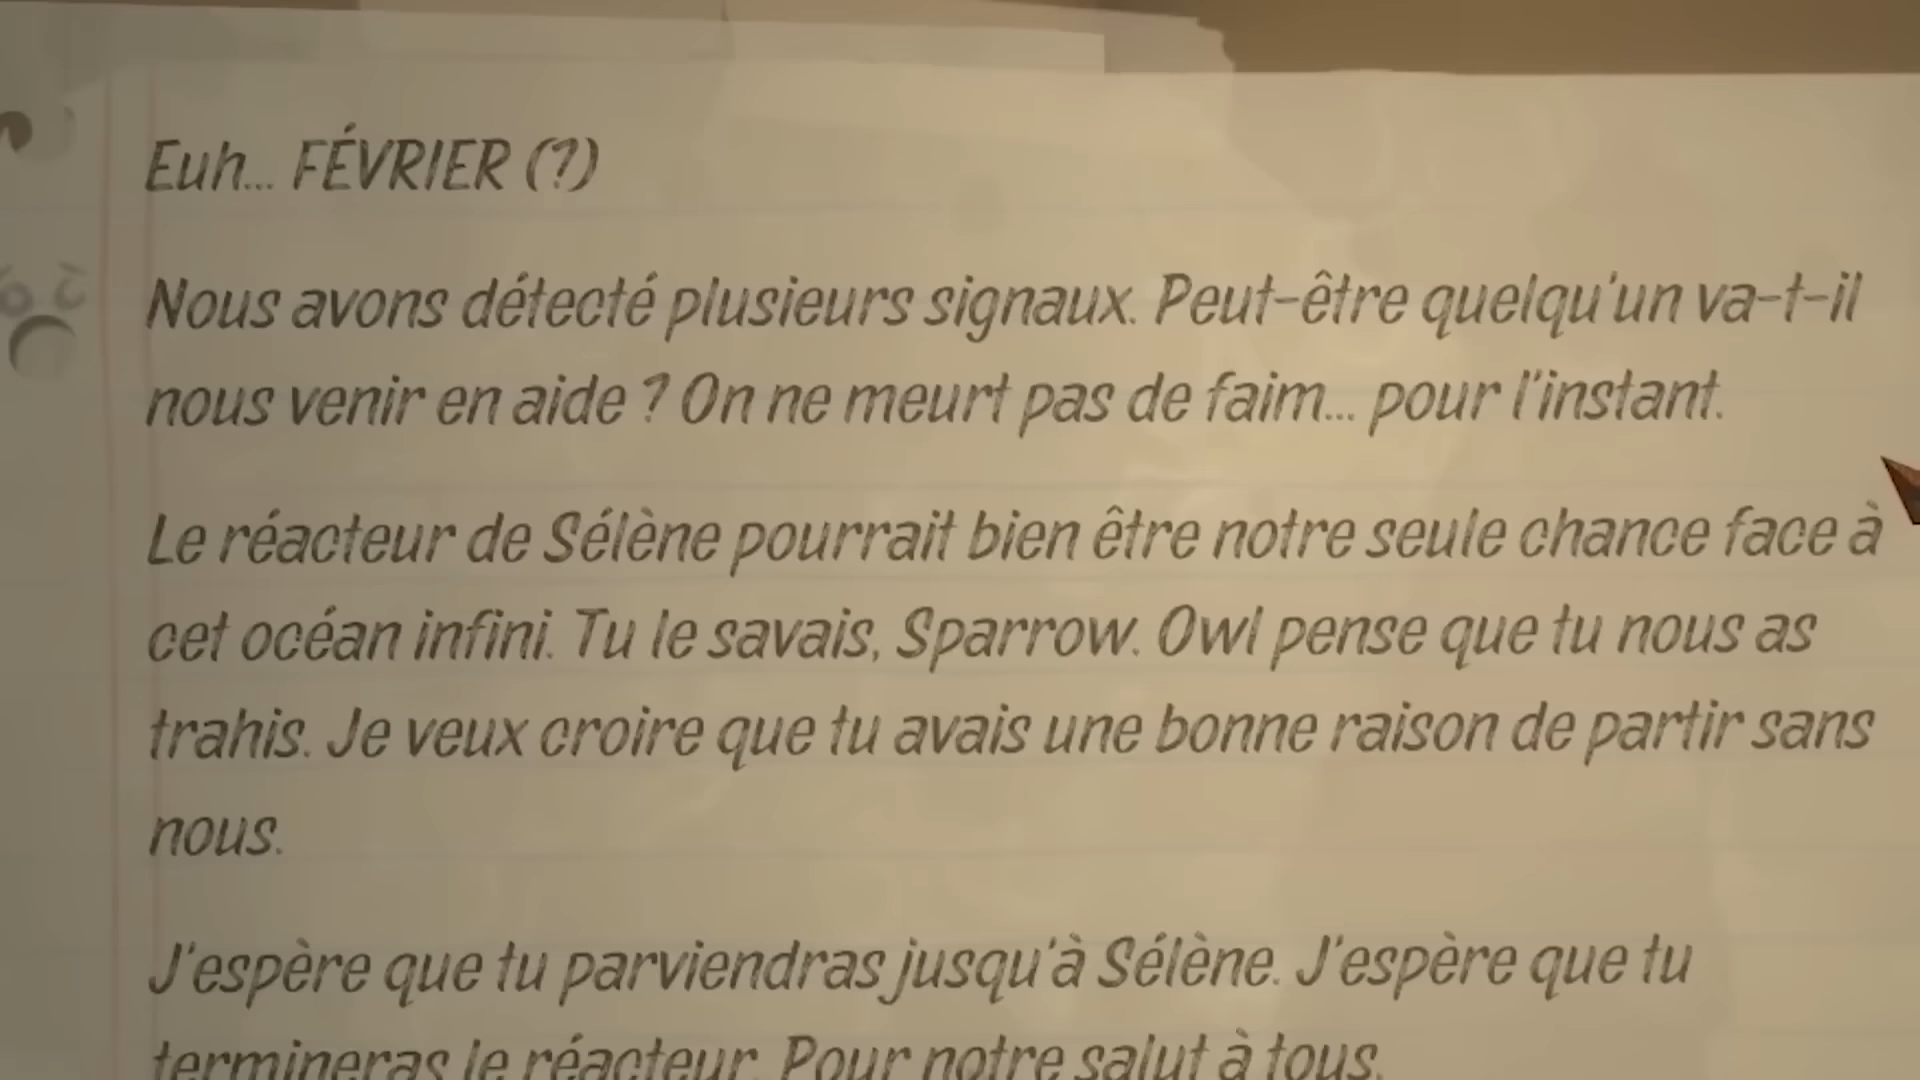 Euh... FÉVRIER (?)
Nous avons détecté plusieurs signaux. Peut-être quelqu'un va-t-il
nous venir en aide ? On ne meurt pas de faim... pour l'instant.
Le réacteur de Sélène pourrait bien être notre seule chance face à
cet océan infini. Tu le savais, Sparrow. Owl pense que tu nous as
trahis. Je veux croire que tu avais une bonne raison de partir sans
nous.
J'espère que tu parviendras jusqu'à Sélène. J'espère que tu
termineras le réacteur. Pour notre salut à tous.